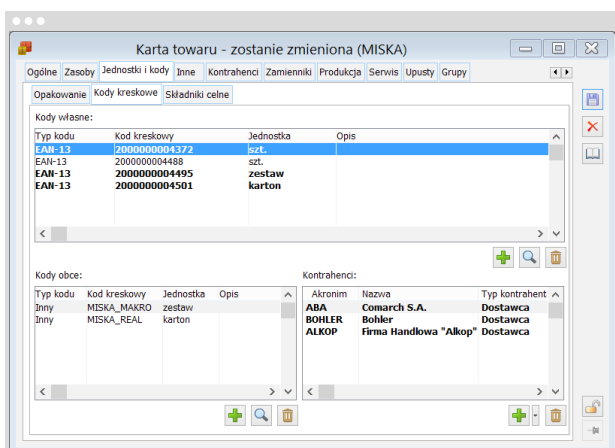 Karta towaru - zostanie zmieniona (MISKA)
Ogólne Zasoby Jednostki i kody Inne Kontrahenci Zamienniki Produkcja Serwis Upusty Grupy
Opakowanie Kody kreskowe Składniki celne
Kody własne:
Typ kodu Kod kreskowy Jednostka Opis
EAN-13 2000000004372 szt.
EAN-13 2000000004488 szt.
EAN-13 2000000004495 zestaw
EAN-13 2000000004501 karton
Kody obce:
Typ kodu Kod kreskowy Jednostka Opis
Inny MISKA_MAKRO zestaw
Inny MISKA_REAL karton
Kontrahenci:
Akronim Nazwa Typ kontrahent
ABA Comarch S.A. Dostawca
BOHLER Bohler Dostawca
ALKOP Firma Handlowa "Alkop" Dostawca